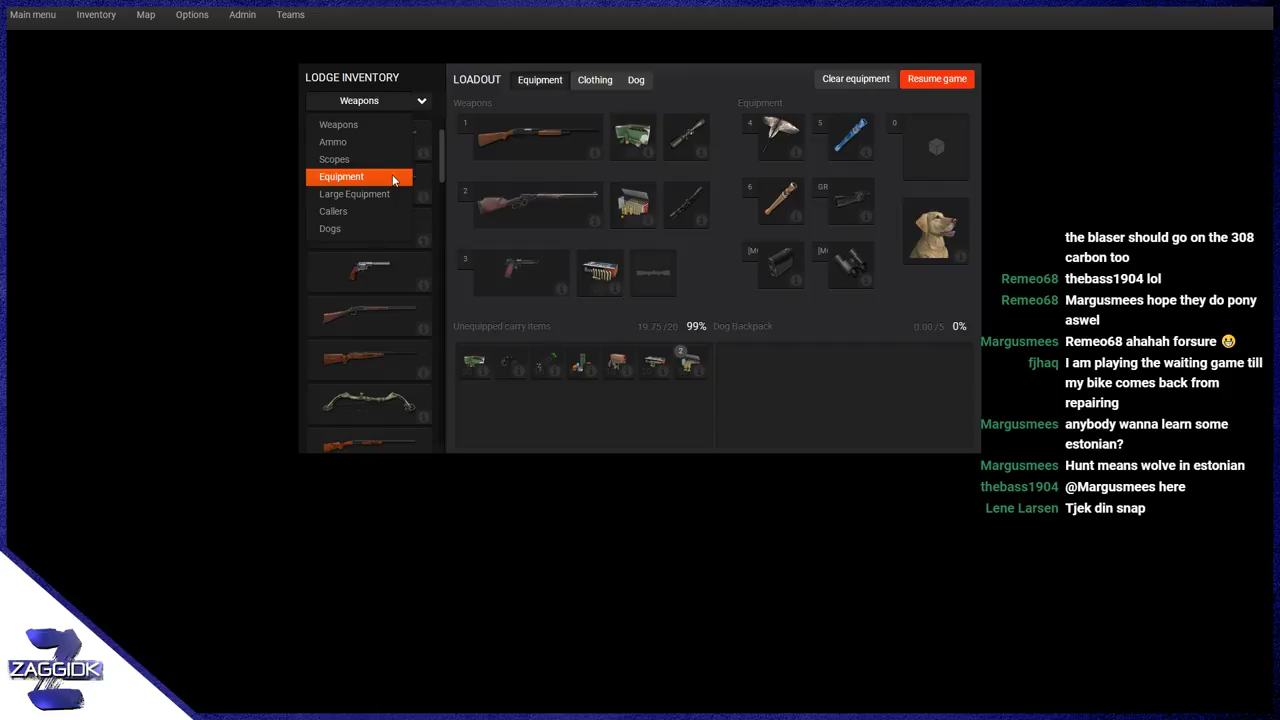 Main menu Inventory Map Options Admin Teams
LODGE INVENTORY
Weapons
Weapons
Ammo
Scopes
Equipment
Large Equipment
Callers
Dogs
LOADOUT Equipment Clothing Dog Clear equipment Resume game
Weapons Equipment
1 4 5 0
2 6 GR
3 [M [M
Unequipped carry items 19.75 /20 99% Dog Backpack 0.00 /5 0%
2
the blaser should go on the 308
carbon too
Remeo68 thebass1904 lol
Remeo68 Margusmees hope they do pony
aswel
Margusmees Remeo68 ahahah forsure 😀
fjhaq I am playing the waiting game till
my bike comes back from
repairing
Margusmees anybody wanna learn some
estonian?
Margusmees Hunt means wolve in estonian
thebass1904 @Margusmees here
Lene Larsen Tjek din snap
ZAGGIDK